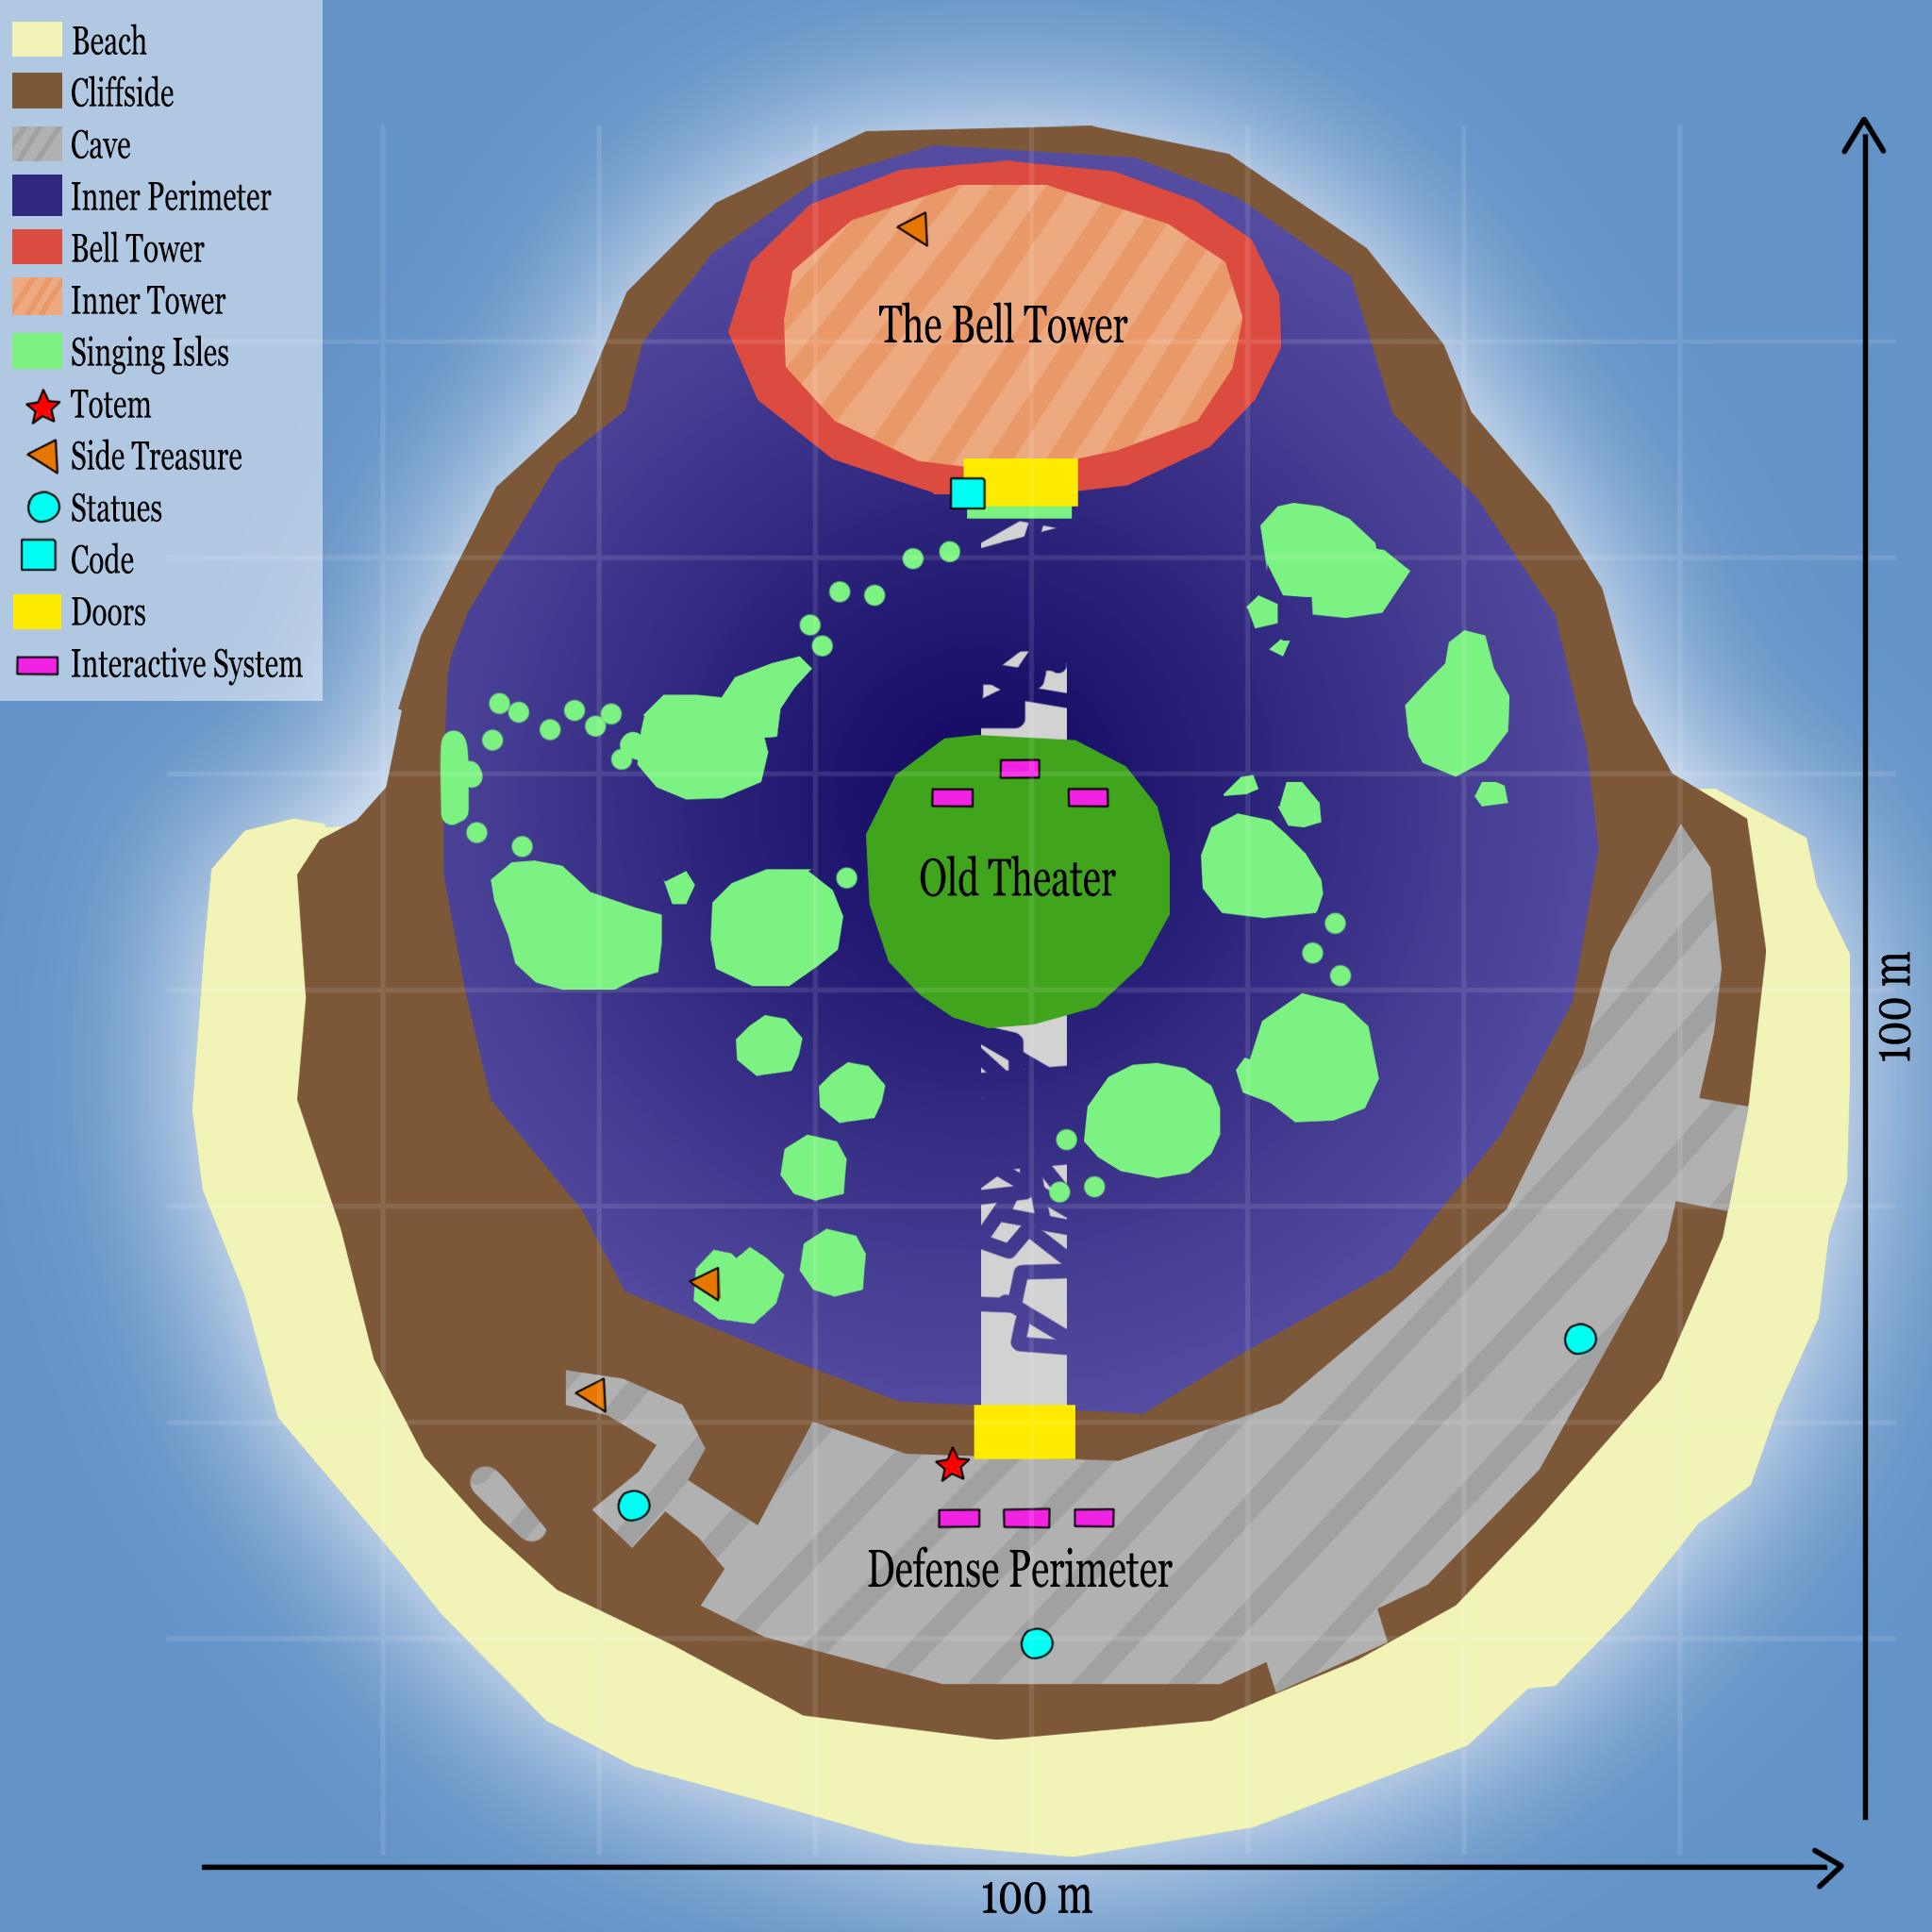 Beach
Cliffside
Cave
Inner Perimeter
Bell Tower
Inner Tower
Singing Isles
Totem
Side Treasure
Statues
Code
Doors
Interactive System
The Bell Tower
Old Theater
Defense Perimeter
100 m
100 m